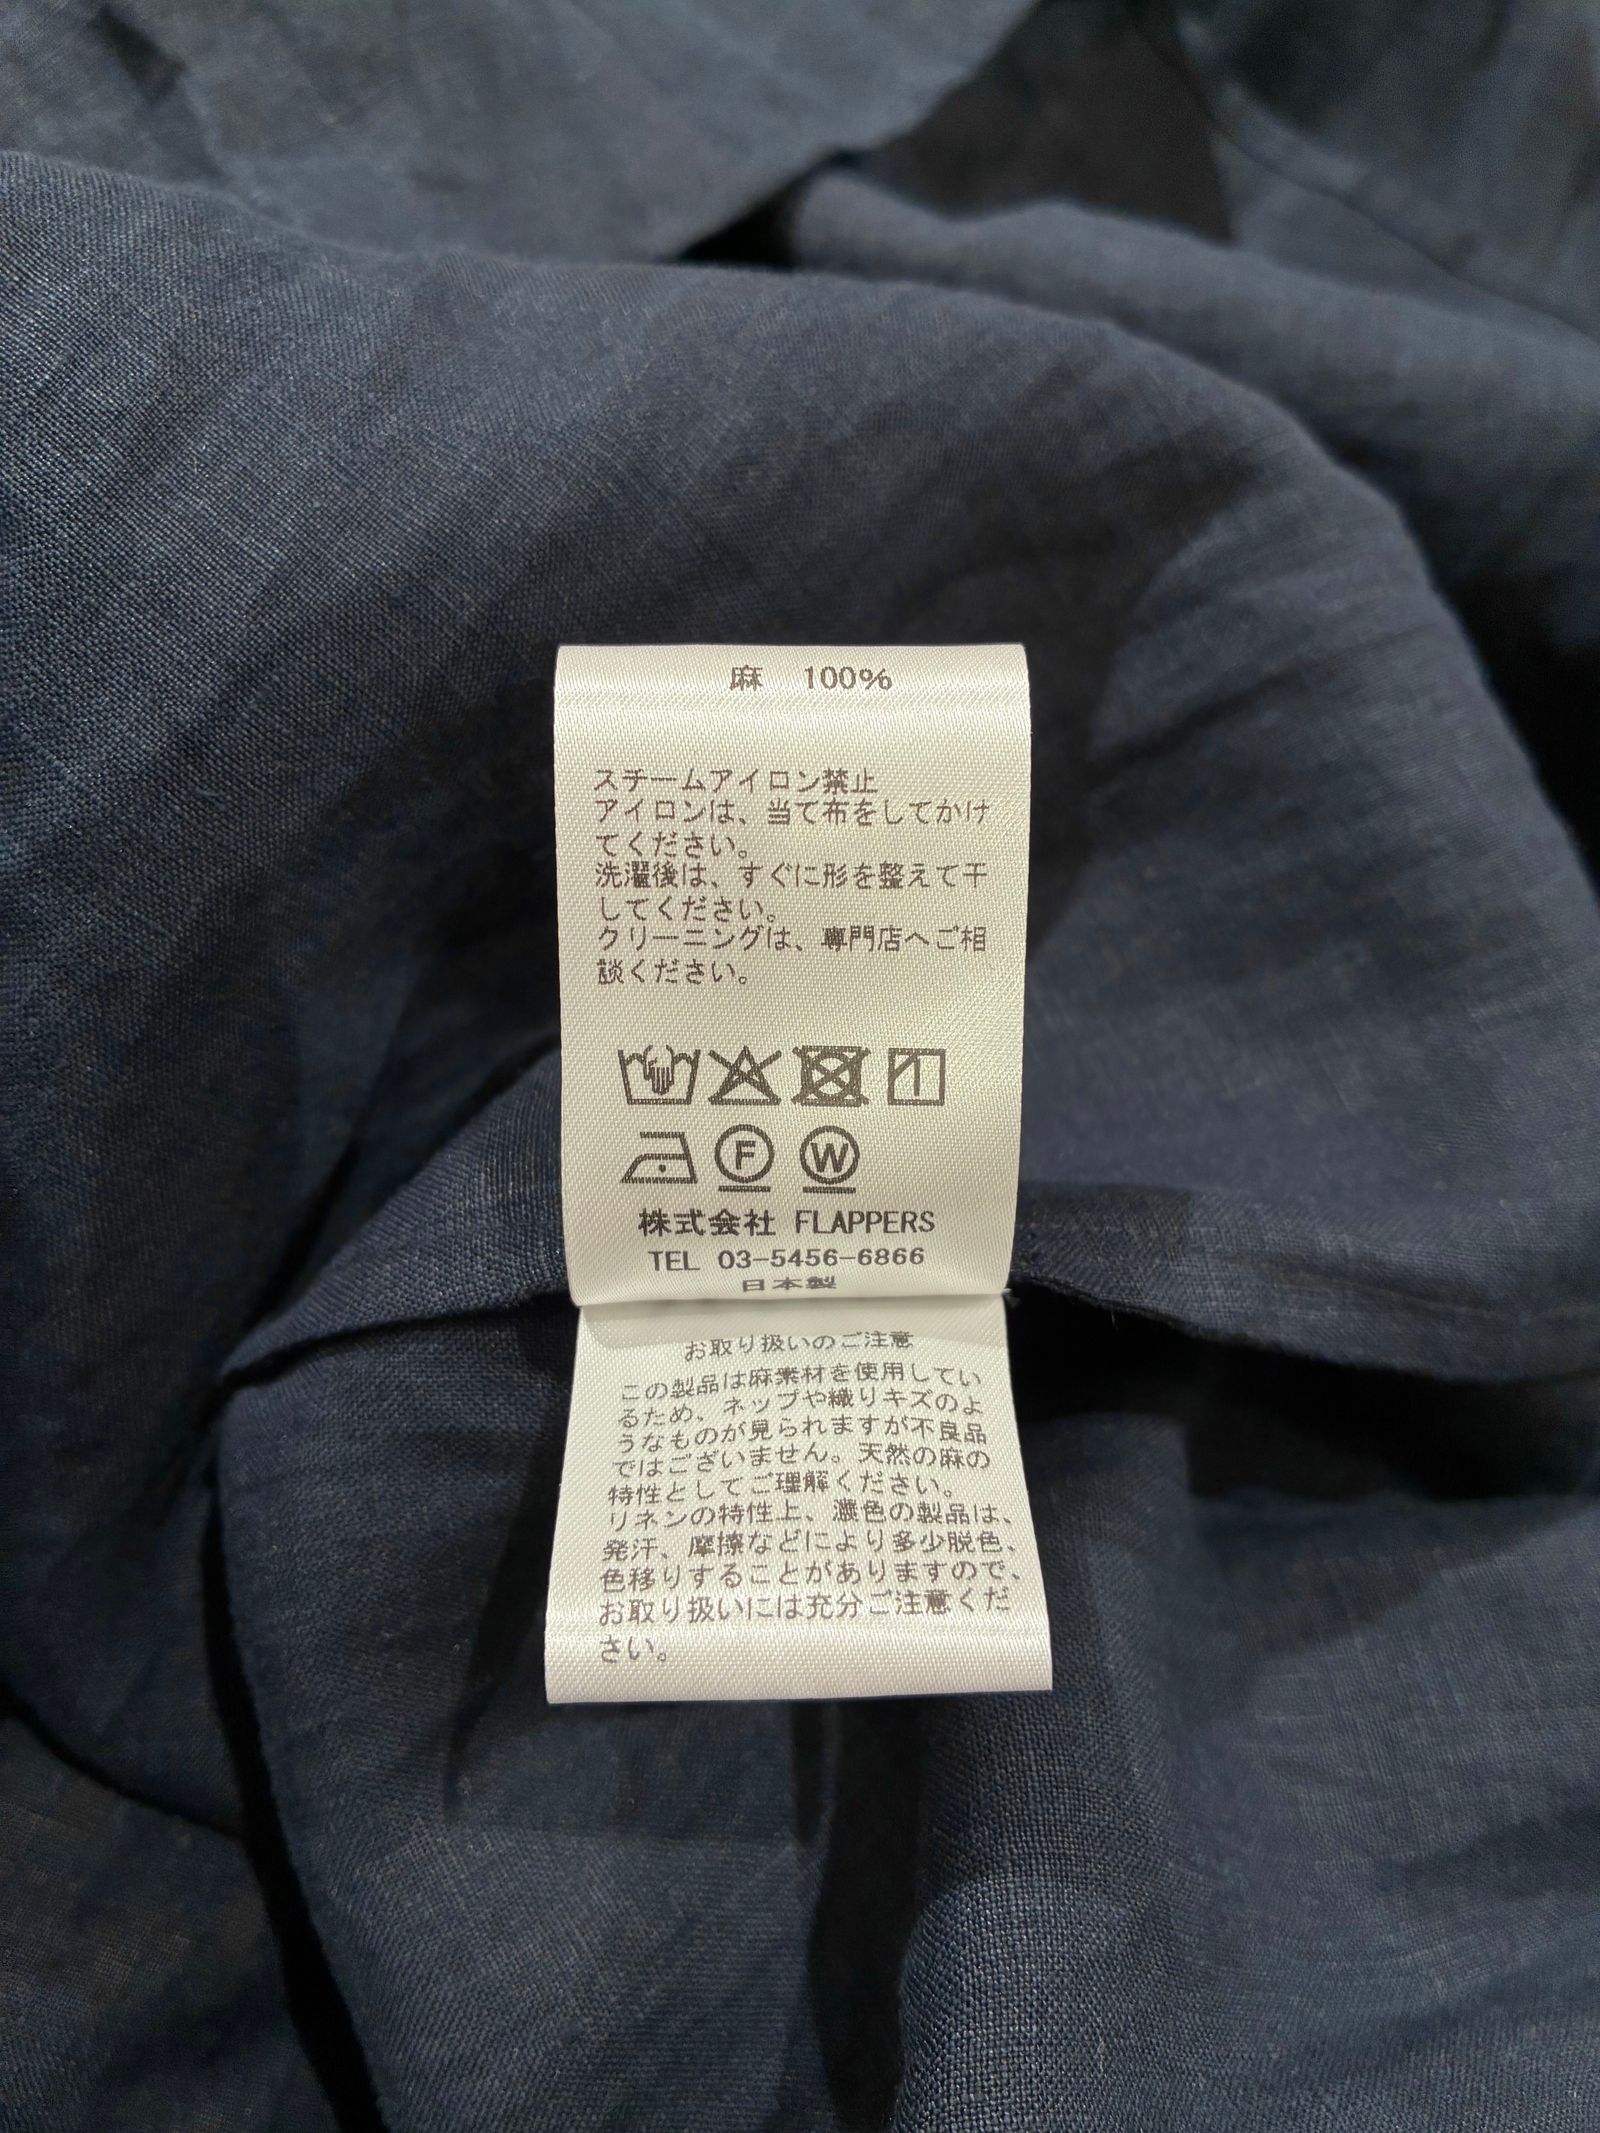 麻 100%
スチームアイロン禁止
アイロンは、当て布をしてかけ
てください。
洗濯後は、すぐに形を整えて干
してください。
クリーニングは、専門店へご相
談ください。
F W
株式会社 FLAPPERS
TEL 03-5456-6866
日本製
お取り扱いのご注意
この製品は麻素材を使用してい
るため、ネップや織りキズのよ
うなものが見られますが不良品
ではございません。天然の麻の
特性としてご理解ください。
リネンの特性上、濃色の製品は、
発汗、摩擦などにより多少脱色、
色移りすることがありますので、
お取り扱いには充分ご注意くだ
さい。